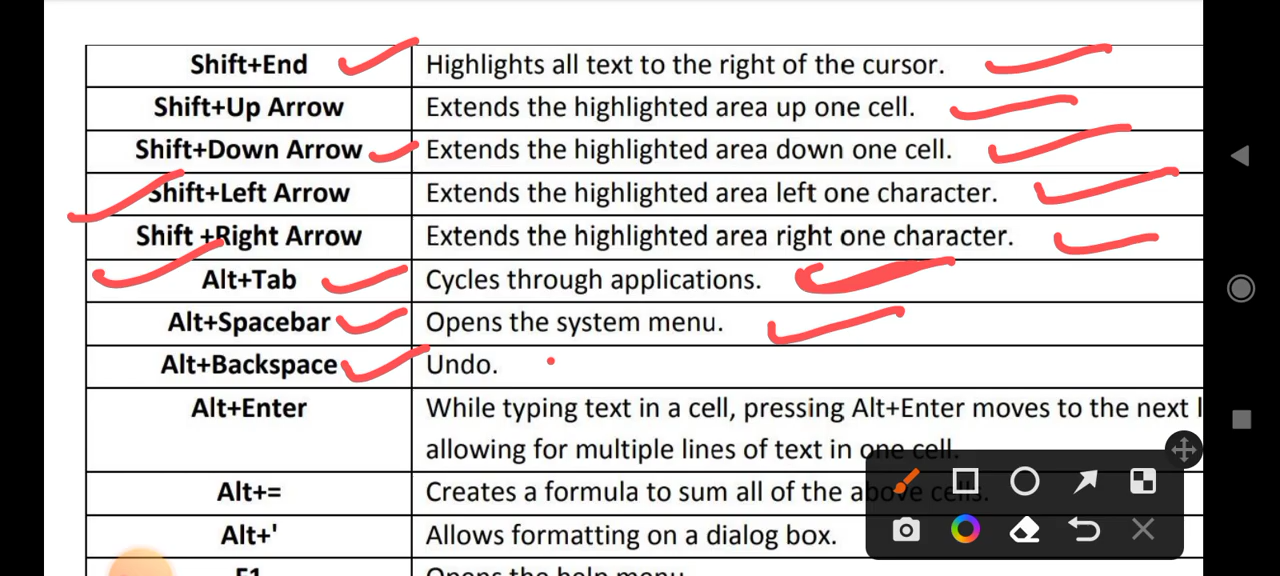 Shift+End Highlights all text to the right of the cursor.
Shift+Up Arrow Extends the highlighted area up one cell.
Shift+Down Arrow Extends the highlighted area down one cell.
Shift+Left Arrow Extends the highlighted area left one character.
Shift +Right Arrow Extends the highlighted area right one character.
Alt+Tab Cycles through applications.
Alt+Spacebar Opens the system menu.
Alt+Backspace Undo.
Alt+Enter While typing text in a cell, pressing Alt+Enter moves to the next
allowing for multiple lines of text in one cell.
Alt+= Creates a formula to sum all of the above cells.
Alt+' Allows formatting on a dialog box.
F1 Opens the help menu.